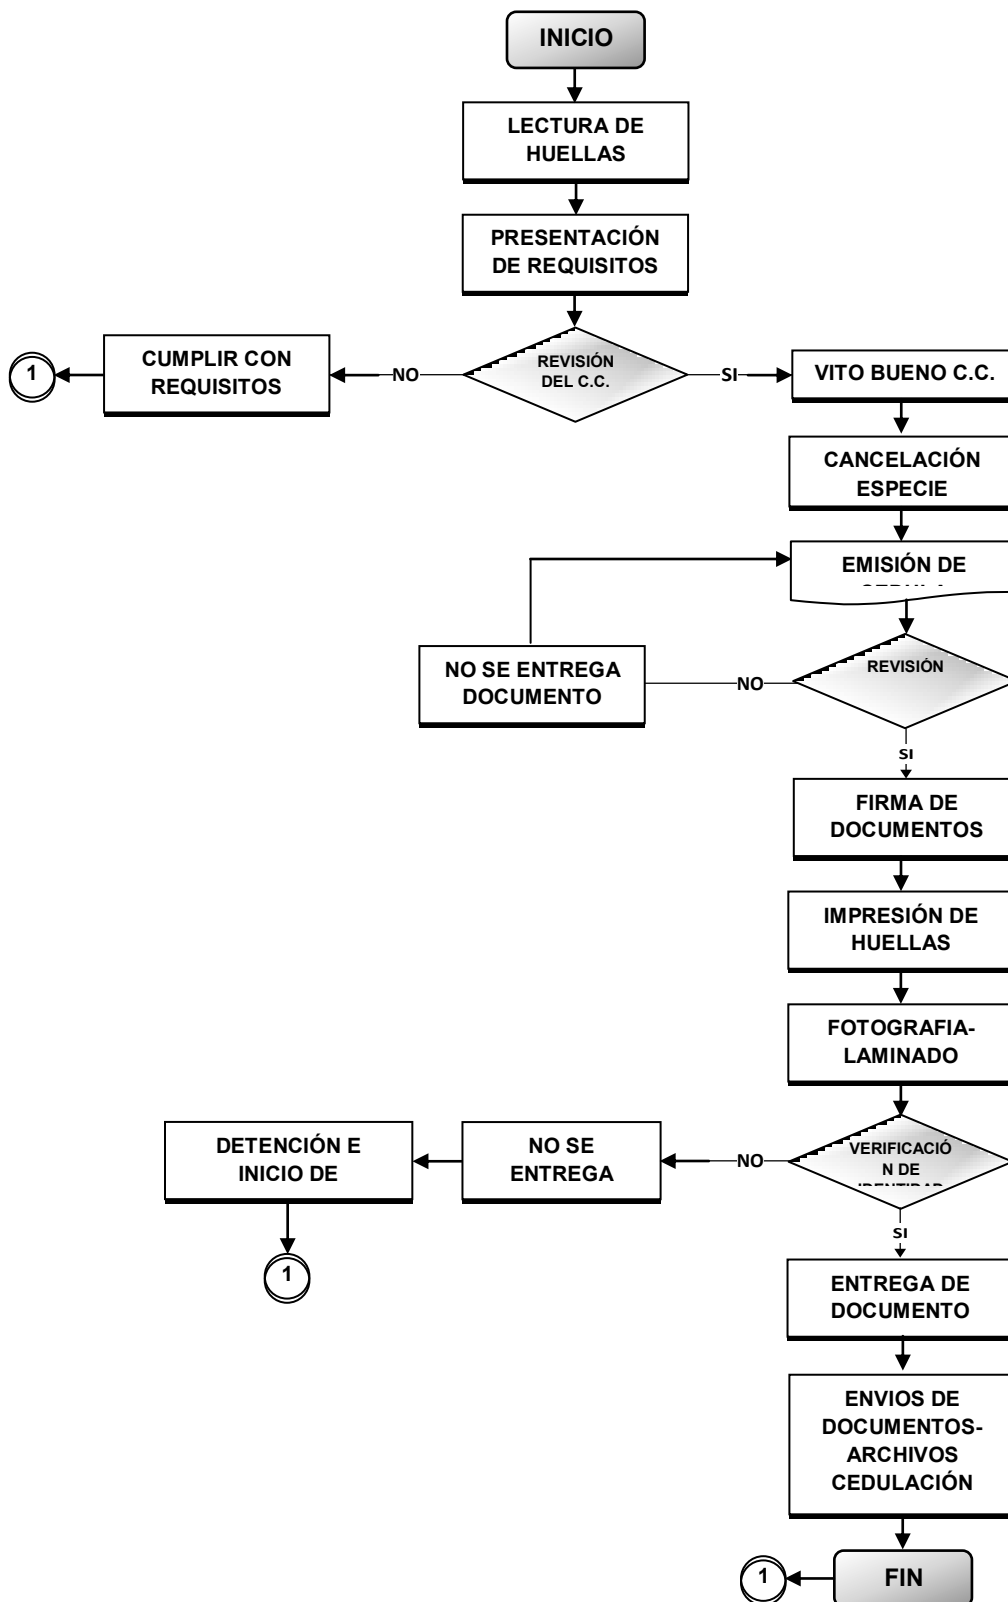 INICIO
LECTURA DE
HUELLAS
PRESENTACIÓN
DE REQUISITOS
1
CUMPLIR CON
REQUISITOS
NO
REVISIÓN
DEL C.C.
SI
VITO BUENO C.C.
CANCELACIÓN
ESPECIE
EMISIÓN DE
NO SE ENTREGA
DOCUMENTO
NO
REVISIÓN
SI
FIRMA DE
DOCUMENTOS
IMPRESIÓN DE
HUELLAS
FOTOGRAFIA-
LAMINADO
DETENCIÓN E
INICIO DE
NO SE
ENTREGA
NO
VERIFICACIÓ
N DE
IDENTIDAD
SI
1
ENTREGA DE
DOCUMENTO
ENVIOS DE
DOCUMENTOS-
ARCHIVOS
CEDULACIÓN
1
FIN